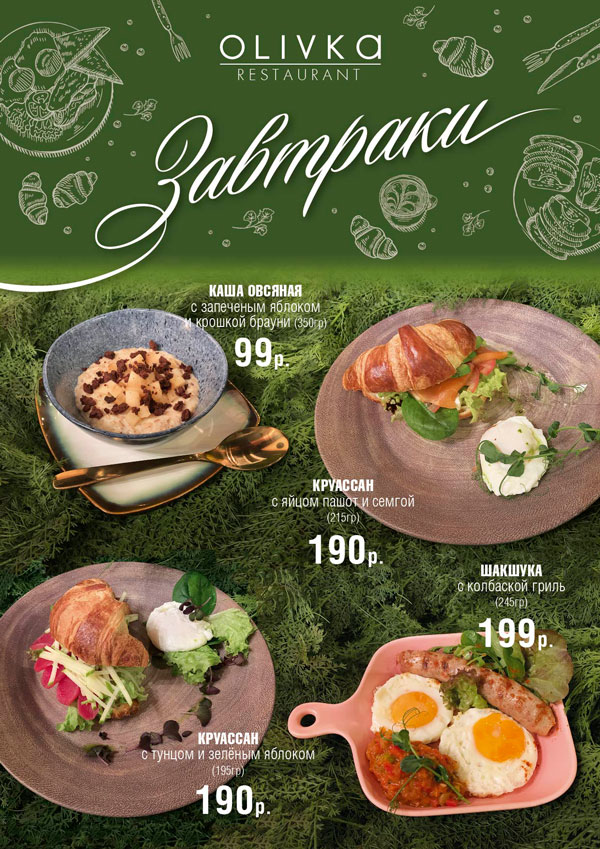 OLIVKA
RESTAURANT
Завтраки
КАША ОВСЯНАЯ
с запеченым яблоком
и крошкой брауни (350гр)
99р.
КРУАССАН
с яйцом пашот и семгой
(215гр)
190р.
ШАКШУКА
с колбаской гриль
(245гр)
199р.
КРУАССАН
с тунцом и зелёным яблоком
(195гр)
190р.